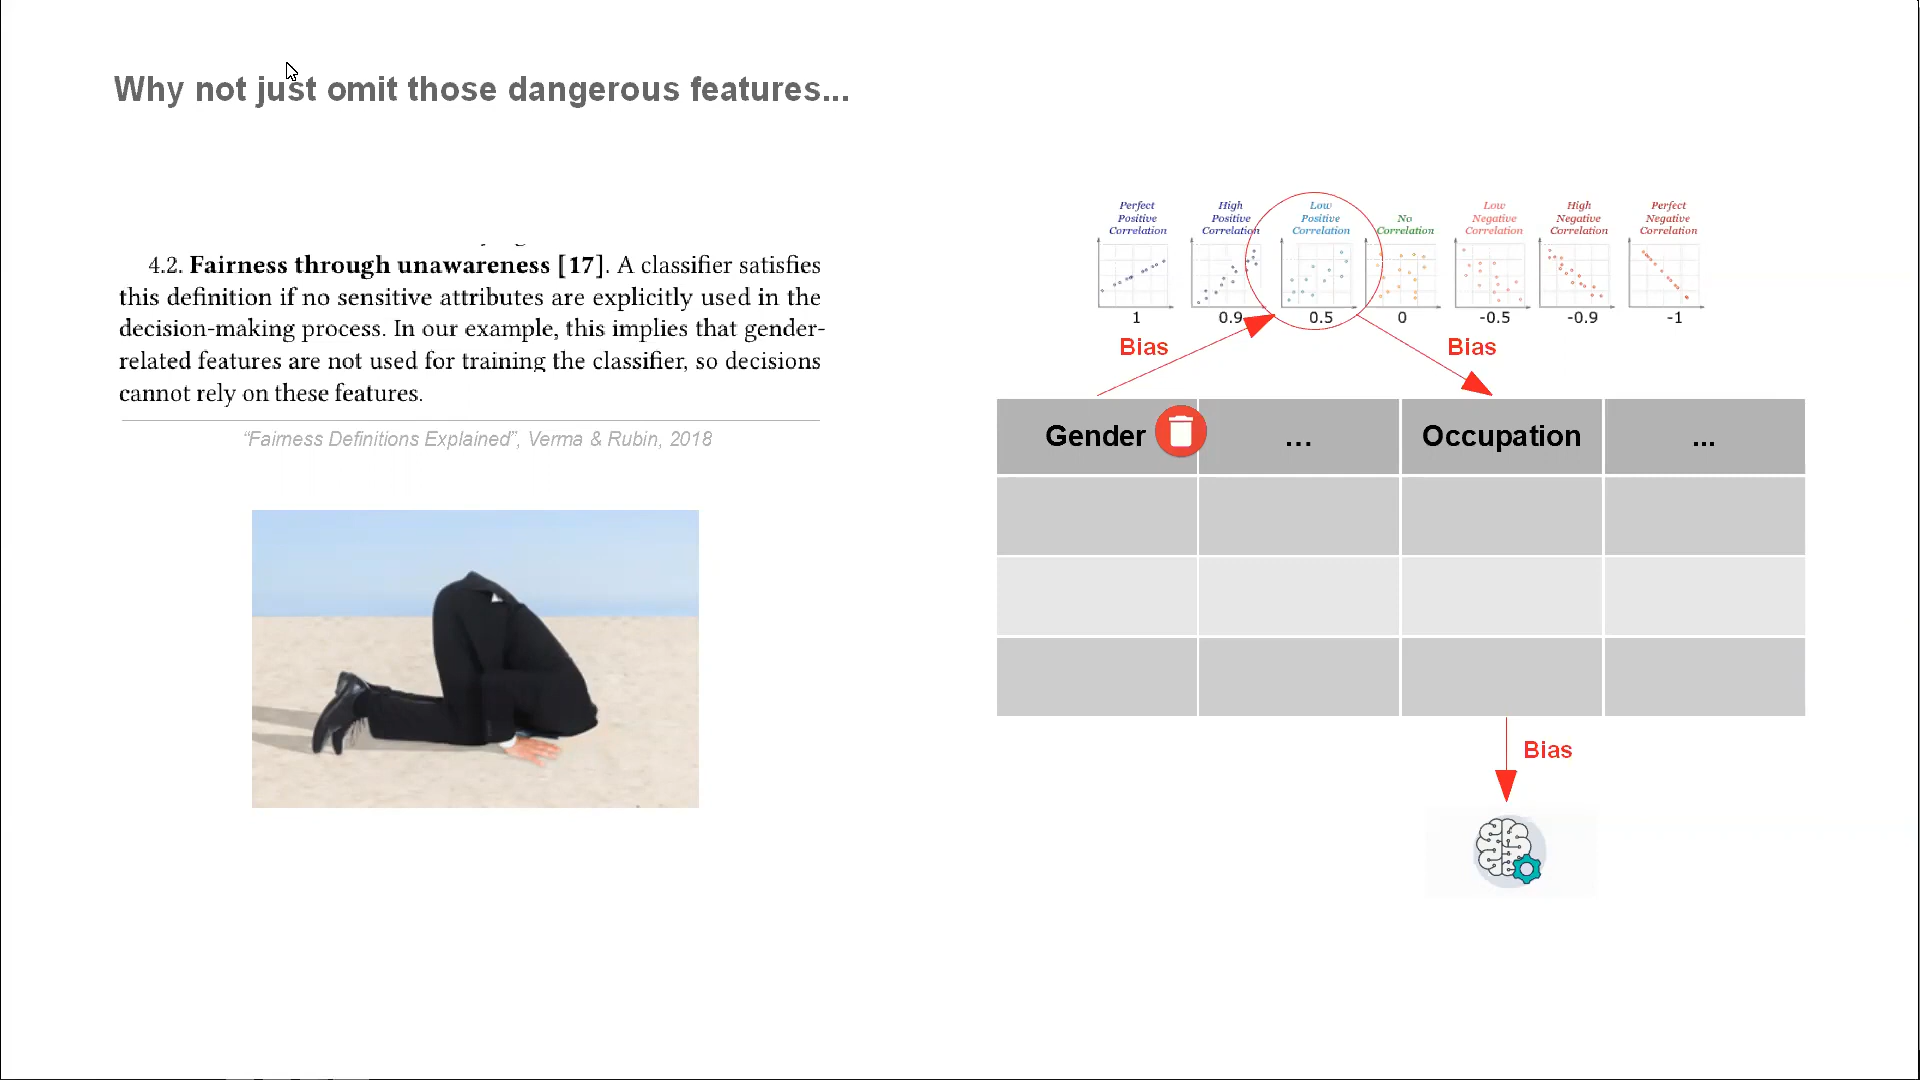 Why not just omit those dangerous features...
4.2. Fairness through unawareness [17]. A classifier satisfies
this definition if no sensitive attributes are explicitly used in the
decision-making process. In our example, this implies that gender-
related features are not used for training the classifier, so decisions
cannot rely on these features.
“Fairness Definitions Explained”, Verma & Rubin, 2018
Perfect
Positive
Correlation
1
High
Positive
Correlation
0.9
Low
Positive
Correlation
0.5
No
Correlation
0
Low
Negative
Correlation
-0.5
High
Negative
Correlation
-0.9
Perfect
Negative
Correlation
-1
Bias
Bias
Gender
...
Occupation
...
Bias